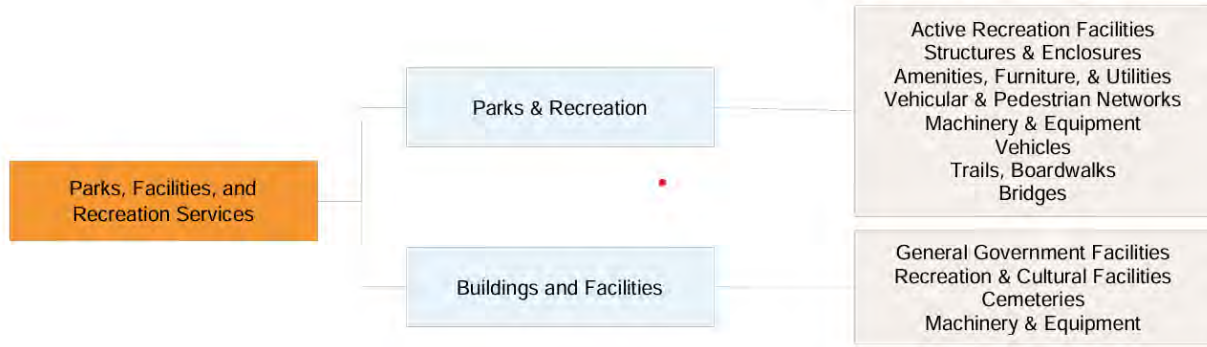 Parks, Facilities, and
Recreation Services
Parks & Recreation
Active Recreation Facilities
Structures & Enclosures
Amenities, Furniture, & Utilities
Vehicular & Pedestrian Networks
Machinery & Equipment
Vehicles
Trails, Boardwalks
Bridges
Buildings and Facilities
General Government Facilities
Recreation & Cultural Facilities
Cemeteries
Machinery & Equipment